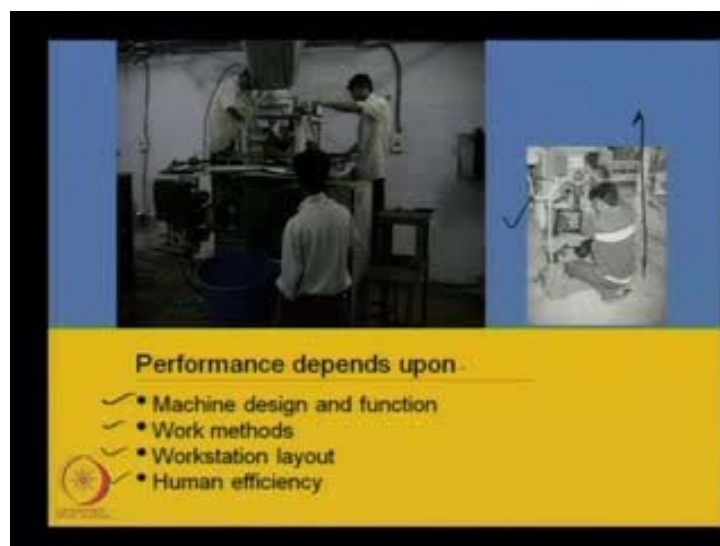 Performance depends upon
• Machine design and function
• Work methods
• Workstation layout
• Human efficiency